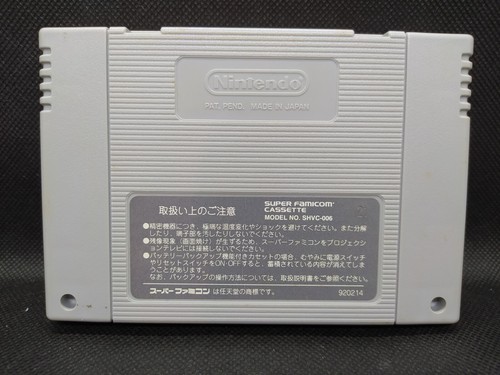 Nintendo
PAT. PEND. MADE IN JAPAN
取扱い上のご注意
SUPER FAMICOM
CASSETTE
MODEL NO. SHVC-006
●精密機器につき、極端な温度変化やショックを避けてください。また分解
したり、端子部を汚したりしないでください。
●残像現象(画面焼け)が生ずるため、スーパーファミコンをプロジェクシ
ョンテレビには接続しないでください。
●バッテリーバックアップ機能付カセットの場合、むやみに電源スイッチ
やリセットスイッチをON・OFFすると、蓄積されている内容が消えてしま
うことがあります。
なお、バックアップの操作方法については、取扱説明書をご参照ください。
スーパーファミコン は任天堂の商標です。
920214